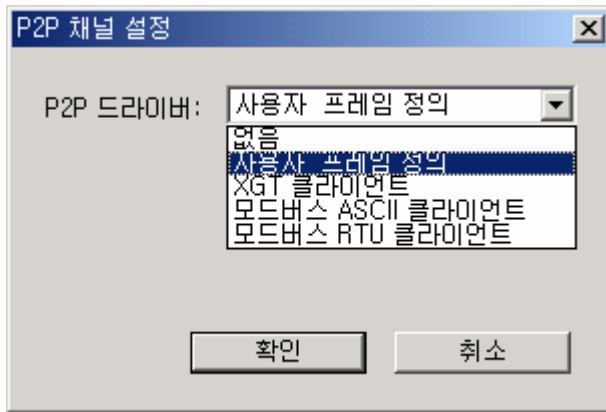 P2P 채널 설정
P2P 드라이버: 사용자 프레임 정의
없음
사용자 프레임 정의
XGT 클라이언트
모드버스 ASCII 클라이언트
모드버스 RTU 클라이언트
확인 취소